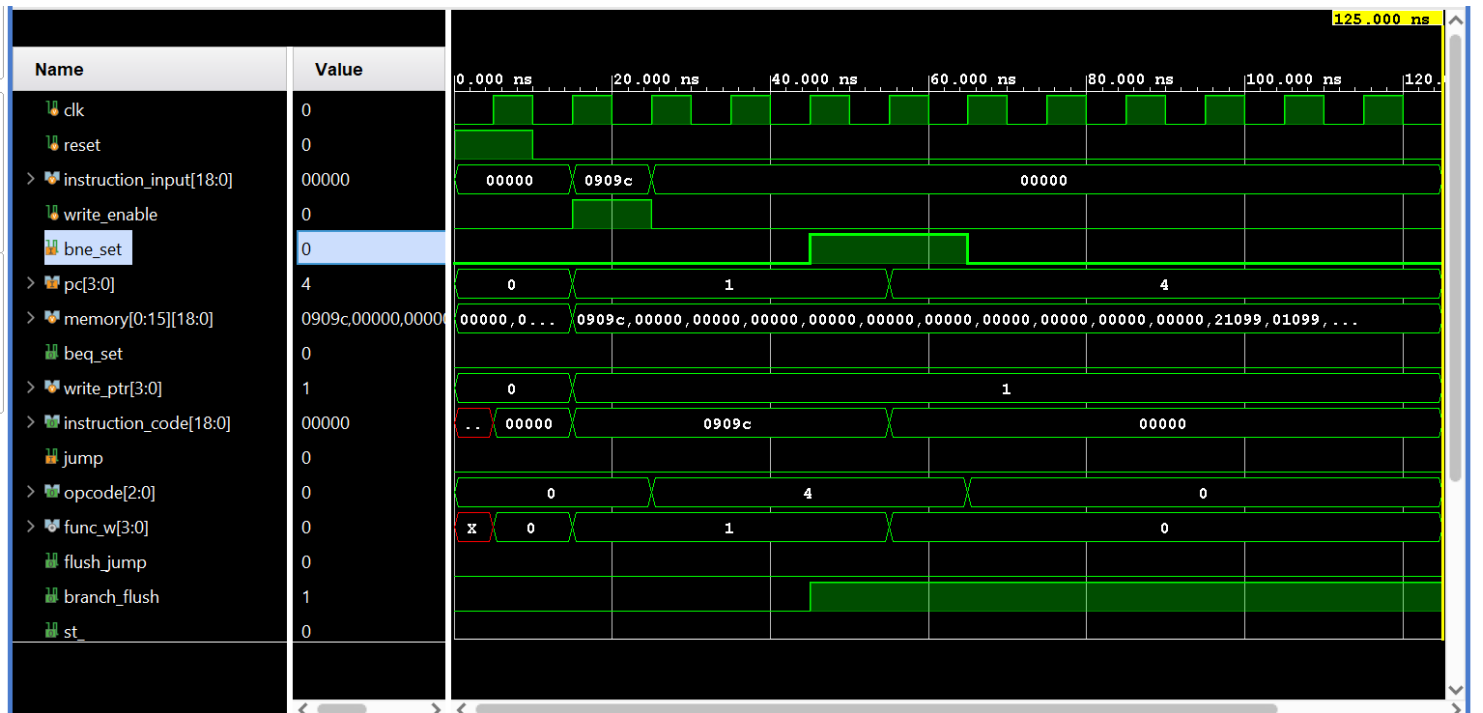 125.000 ns
Name Value
0.000 ns 20.000 ns 40.000 ns 60.000 ns 80.000 ns 100.000 ns 120.
clk 0
reset 0
instruction_input[18:0] 00000 00000 0909c 00000
write_enable 0
bne_set 0
pc[3:0] 4 0 1 4
memory[0:15][18:0] 0909c,00000,00000 00000,0... 0909c,00000,00000,00000,00000,00000,00000,00000,00000,00000,00000,21099,01099,...
beq_set 0
write_ptr[3:0] 1 0 1
instruction_code[18:0] 00000 .. 00000 0909c 00000
jump 0
opcode[2:0] 0 0 4 0
func_w[3:0] 0 X 0 1 0
flush_jump 0
branch_flush 1
st_ 0